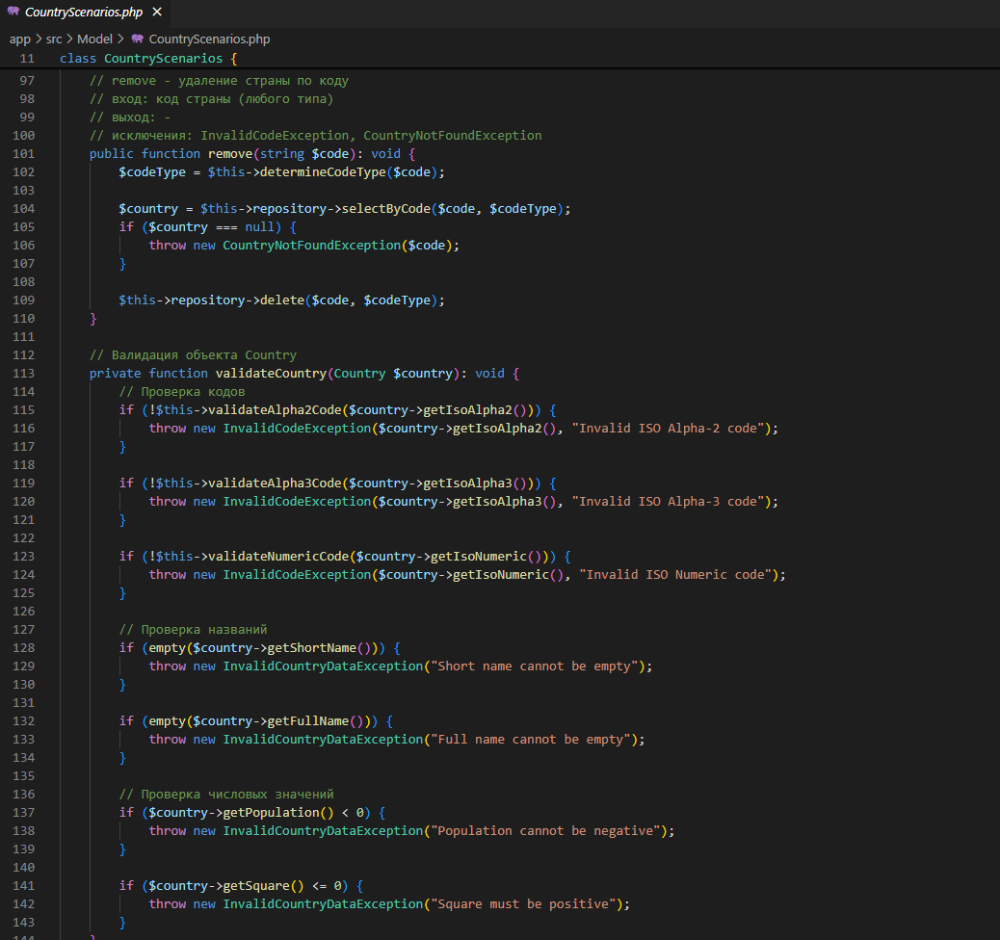 CountryScenarios.php ×
app > src > Model > CountryScenarios.php
11 class CountryScenarios {
97 // remove - удаление страны по коду
98 // вход: код страны (любого типа)
99 // выход: -
100 // исключения: InvalidCodeException, CountryNotFoundException
101 public function remove(string $code): void {
102 $codeType = $this->determineCodeType($code);
103
104 $country = $this->repository->selectByCode($code, $codeType);
105 if ($country === null) {
106 throw new CountryNotFoundException($code);
107 }
108
109 $this->repository->delete($code, $codeType);
110 }
111
112 // Валидация объекта Country
113 private function validateCountry(Country $country): void {
114 // Проверка кодов
115 if (!$this->validateAlpha2Code($country->getIsoAlpha2())) {
116 throw new InvalidCodeException($country->getIsoAlpha2(), "Invalid ISO Alpha-2 code");
117 }
118
119 if (!$this->validateAlpha3Code($country->getIsoAlpha3())) {
120 throw new InvalidCodeException($country->getIsoAlpha3(), "Invalid ISO Alpha-3 code");
121 }
122
123 if (!$this->validateNumericCode($country->getIsoNumeric())) {
124 throw new InvalidCodeException($country->getIsoNumeric(), "Invalid ISO Numeric code");
125 }
126
127 // Проверка названий
128 if (empty($country->getShortName())) {
129 throw new InvalidCountryDataException("Short name cannot be empty");
130 }
131
132 if (empty($country->getFullName())) {
133 throw new InvalidCountryDataException("Full name cannot be empty");
134 }
135
136 // Проверка числовых значений
137 if ($country->getPopulation() < 0) {
138 throw new InvalidCountryDataException("Population cannot be negative");
139 }
140
141 if ($country->getSquare() <= 0) {
142 throw new InvalidCountryDataException("Square must be positive");
143 }
144 }